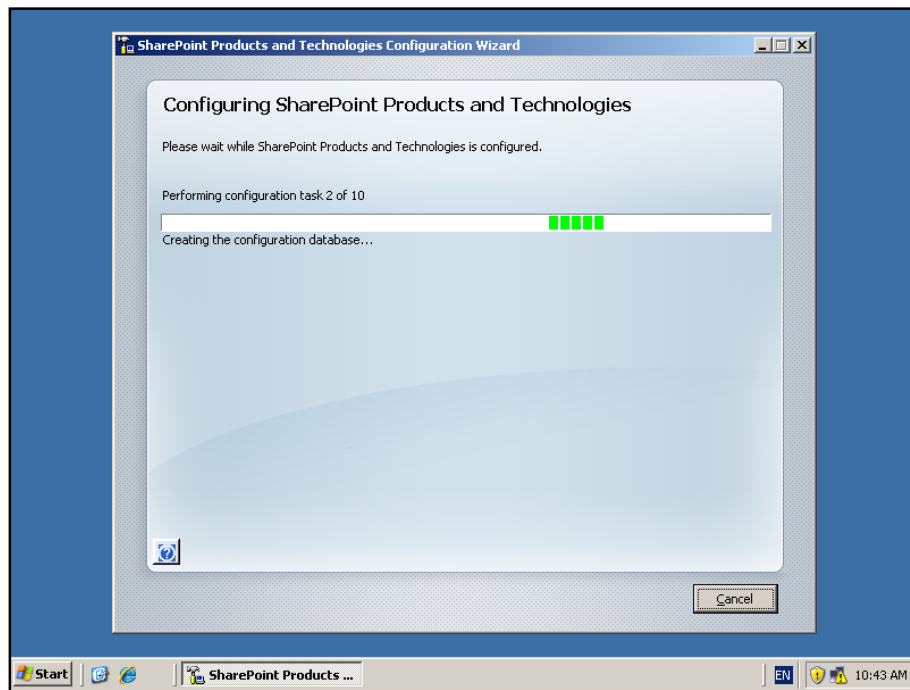 SharePoint Products and Technologies Configuration Wizard
Configuring SharePoint Products and Technologies
Please wait while SharePoint Products and Technologies is configured.
Performing configuration task 2 of 10
Creating the configuration database...
Cancel
Start
SharePoint Products ...
EN
10:43 AM